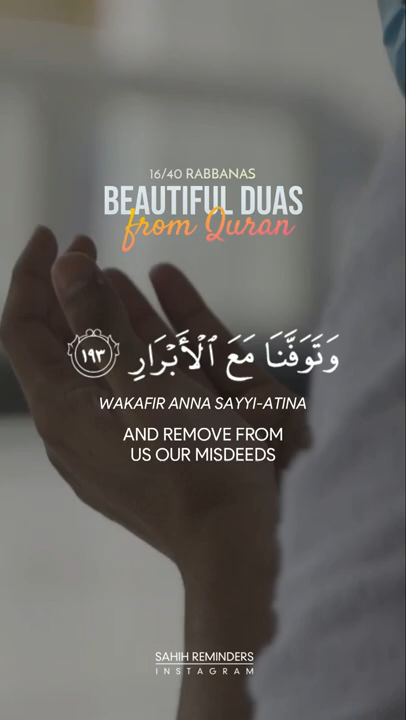 16/40 RABBANAS
BEAUTIFUL DUAS
from Quran
وَتَوَفَّنَا مَعَ ٱلْأَبْرَارِ ١٩٣
WAKAFIR ANNA SAYYI-ATINA
AND REMOVE FROM
US OUR MISDEEDS
SAHIH REMINDERS
INSTAGRAM